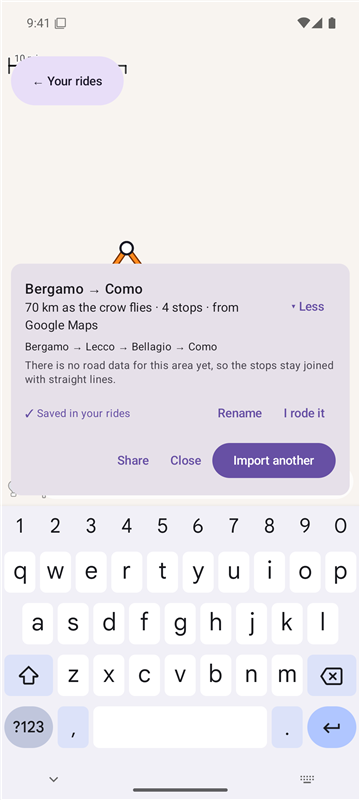 9:41
← Your rides
Bergamo → Como
70 km as the crow flies · 4 stops · from
Google Maps
▾ Less
Bergamo → Lecco → Bellagio → Como
There is no road data for this area yet, so the stops stay joined
with straight lines.
✓ Saved in your rides
Rename
I rode it
Share
Close
Import another
1 2 3 4 5 6 7 8 9 0
q w e r t y u i o p
a s d f g h j k l
z x c v b n m
?123 , .